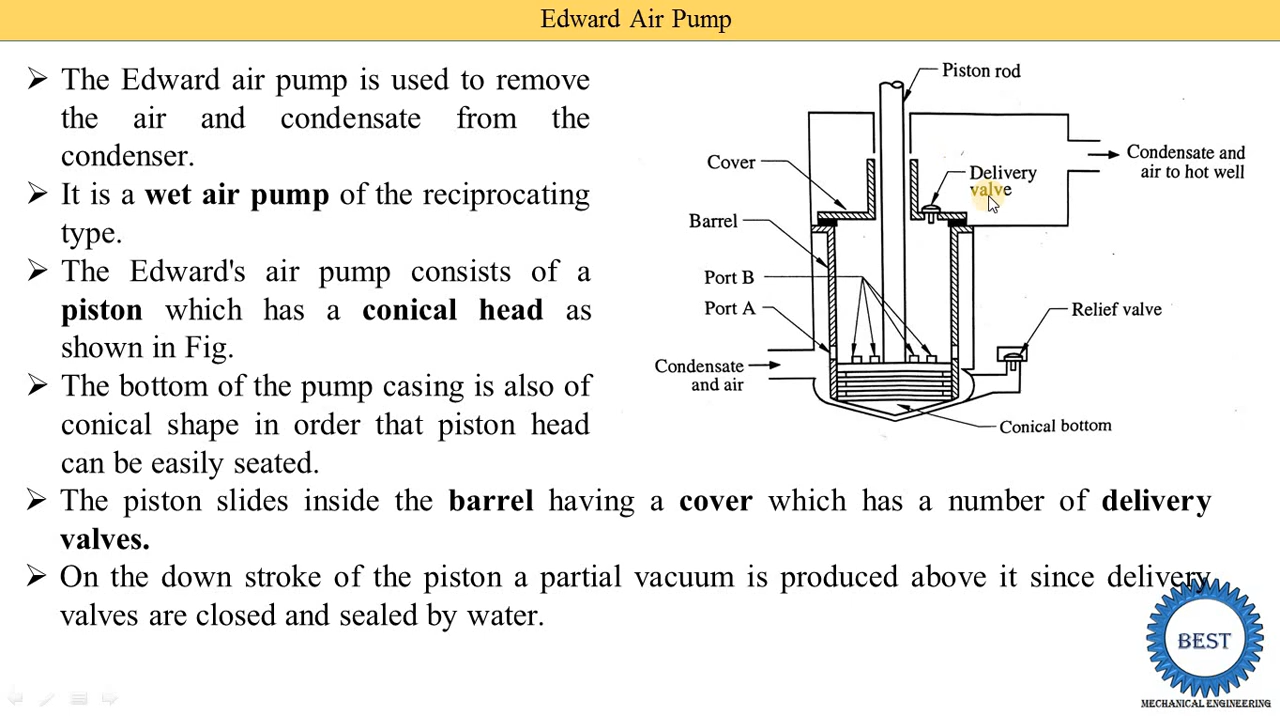 Edward Air Pump
➢ The Edward air pump is used to remove
the air and condensate from the
condenser.
➢ It is a wet air pump of the reciprocating
type.
➢ The Edward's air pump consists of a
piston which has a conical head as
shown in Fig.
➢ The bottom of the pump casing is also of
conical shape in order that piston head
can be easily seated.
➢ The piston slides inside the barrel having a cover which has a number of delivery
valves.
➢ On the down stroke of the piston a partial vacuum is produced above it since delivery
valves are closed and sealed by water.
Piston rod
Cover
Delivery
valve
Condensate and
air to hot well
Barrel
Port B
Port A
Relief valve
Condensate
and air
Conical bottom
BEST
MECHANICAL ENGINEERING